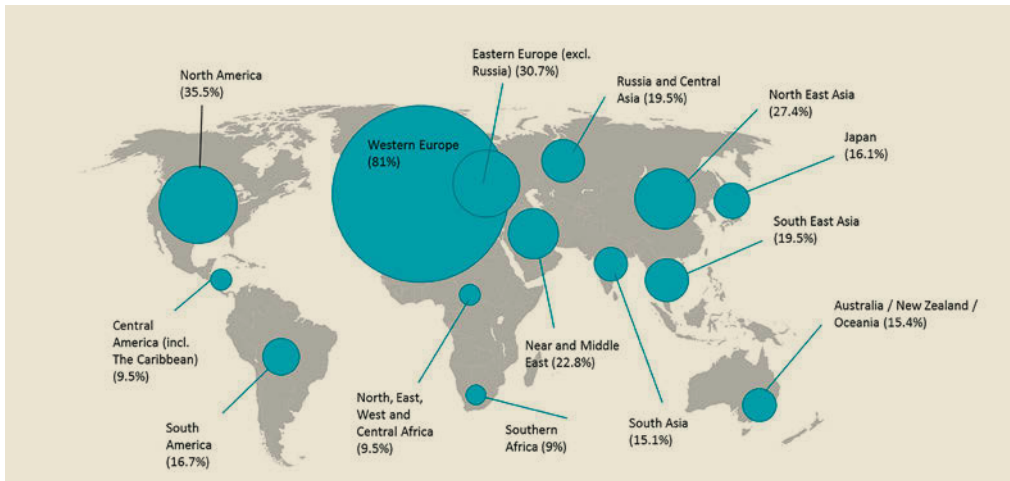 North America
(35.5%)
Eastern Europe (excl.
Russia) (30.7%)
Russia and Central
Asia (19.5%)
North East Asia
(27.4%)
Japan
(16.1%)
Western Europe
(81%)
South East Asia
(19.5%)
Central
America (incl.
The Caribbean)
(9.5%)
South
America
(16.7%)
North, East,
West and
Central Africa
(9.5%)
Near and Middle
East (22.8%)
Southern
Africa (9%)
South Asia
(15.1%)
Australia / New Zealand /
Oceania (15.4%)